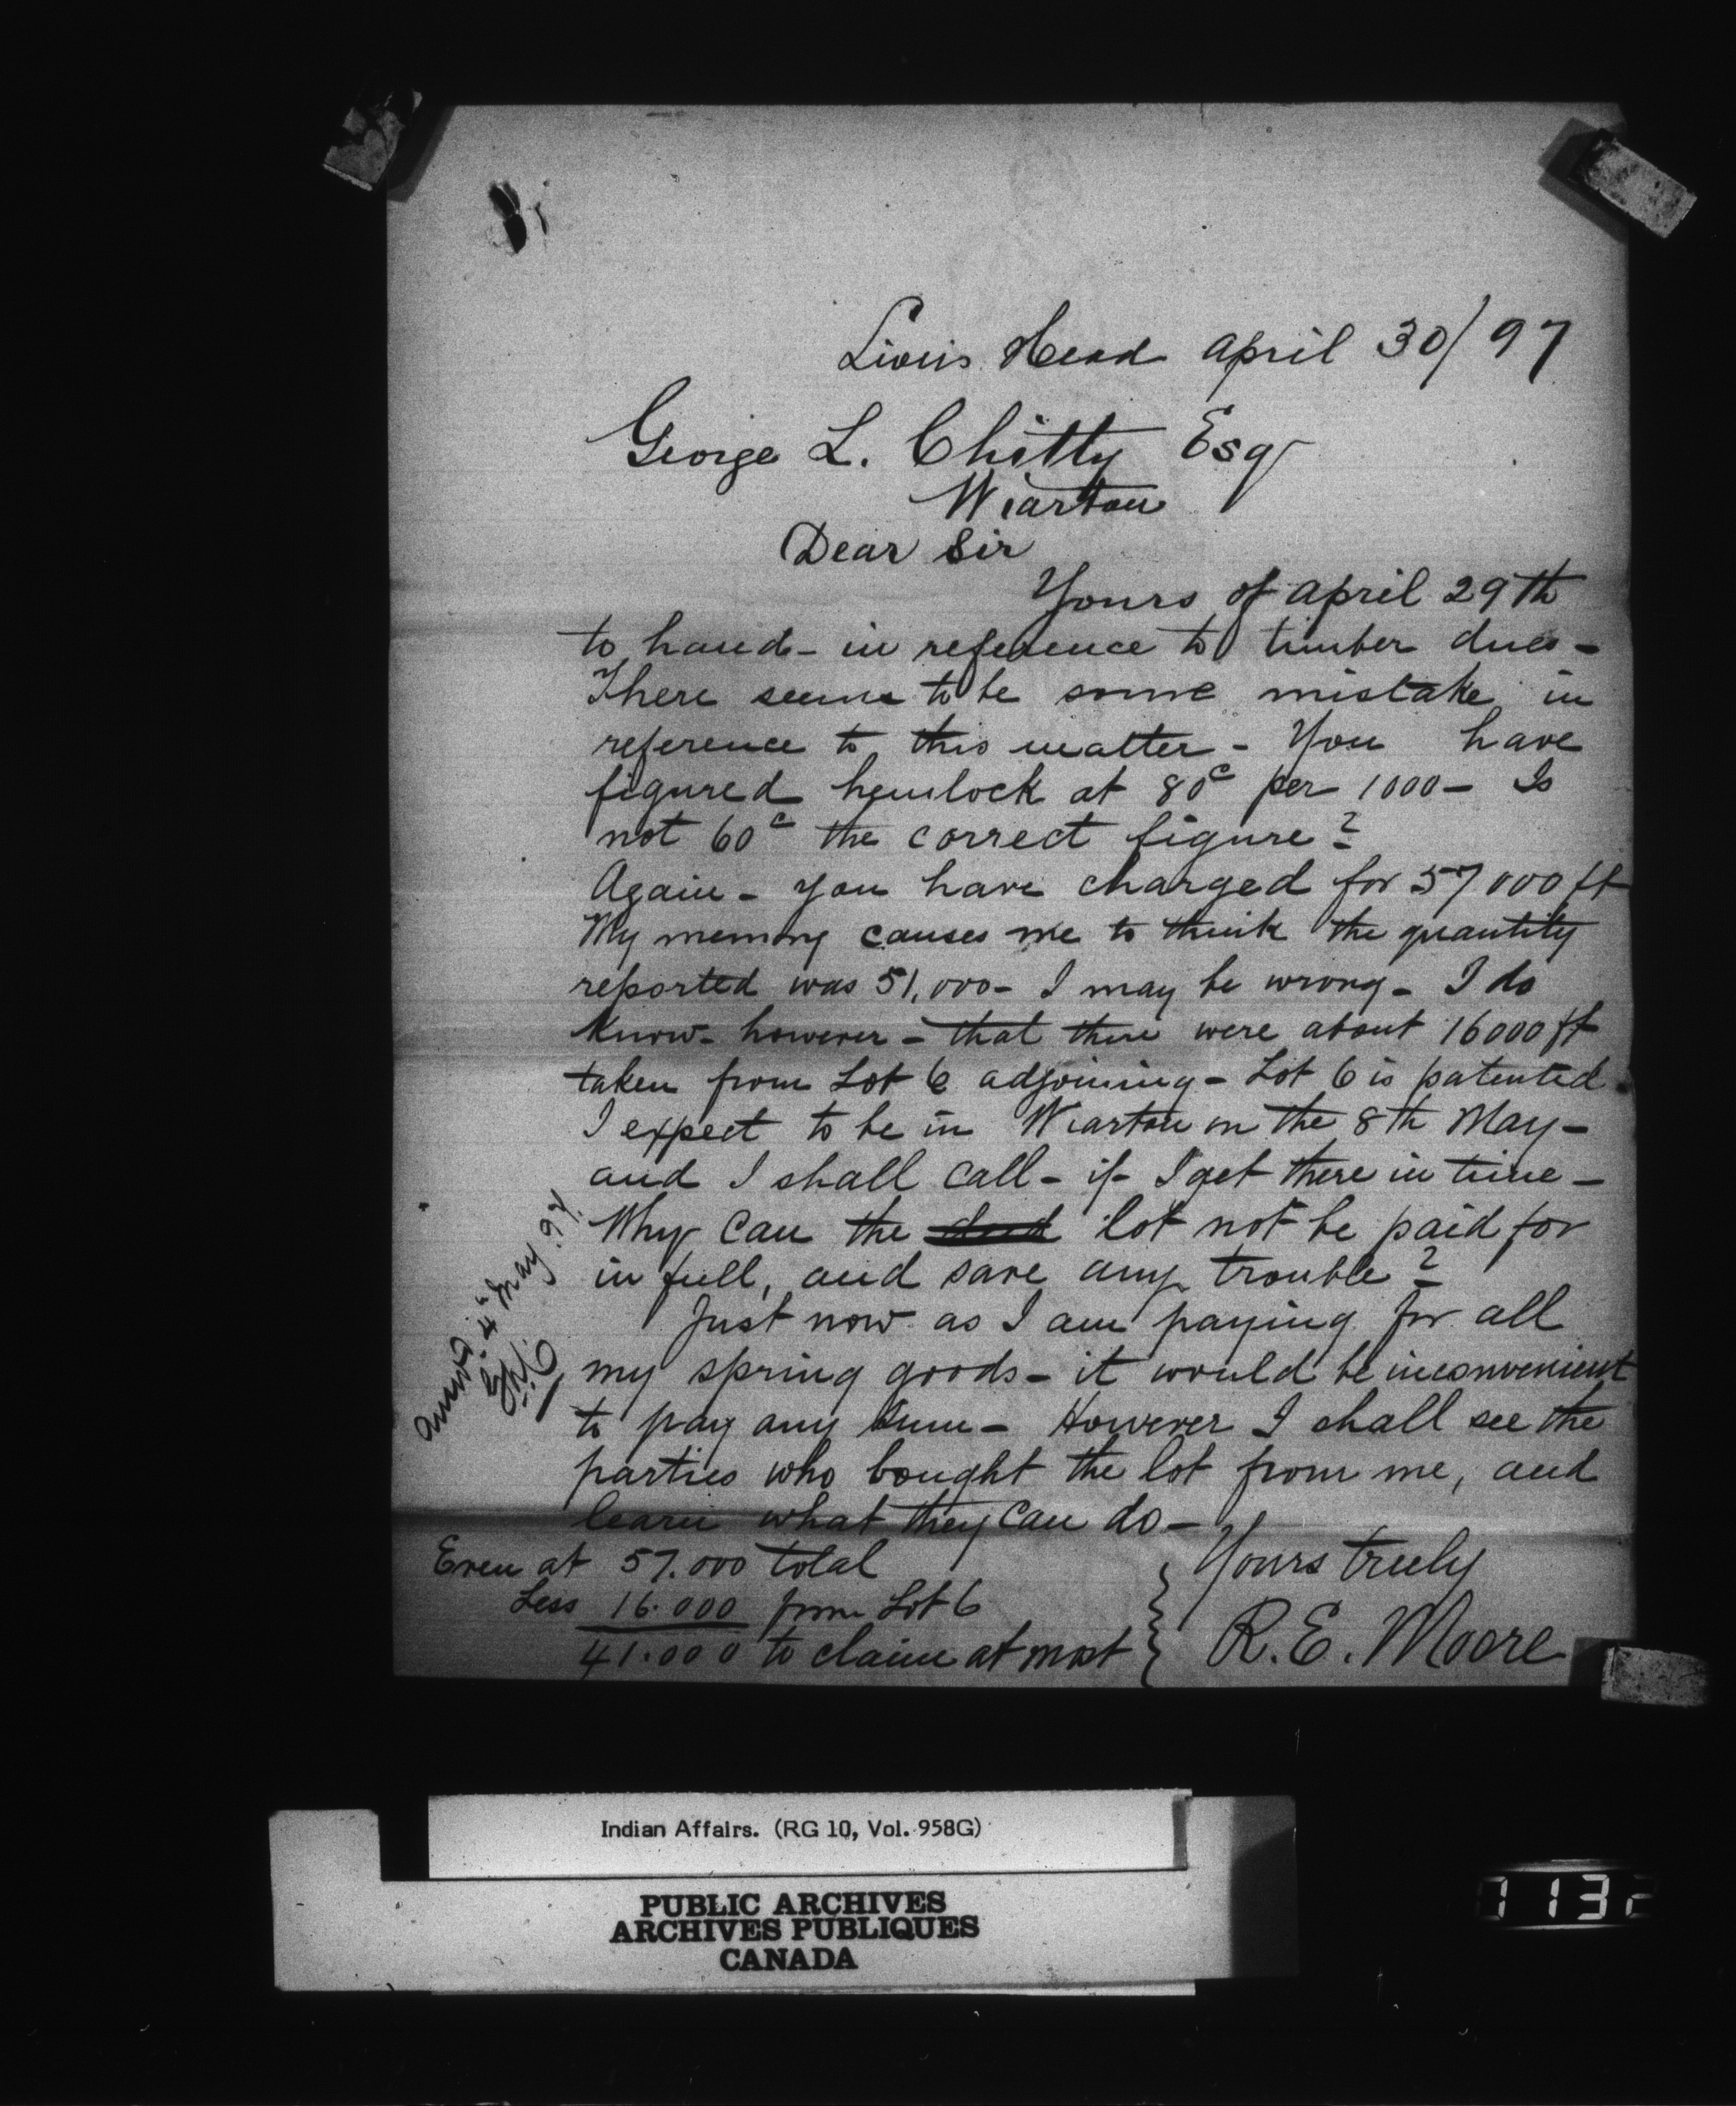 Lions Head April 30/97
George L. Chitty Esq
Wiarton
Dear Sir
Yours of April 29th
to hand - in reference to timber dues -
There seems to be some mistake in
reference to this matter - You have
figured hemlock at 80c per 1000 - Is
not 60c the correct figure?
Again - you have charged for 57000 ft
My memory causes me to think the quantity
reported was 51,000 - I may be wrong - I do
know - however - that there were about 16000 ft
taken from Lot 6 adjoining - Lot 6 is patented.
I expect to be in Wiarton on the 8th May -
and I shall call - if I get there in time -
Why can the deed lot not be paid for
in full, and save any trouble?
Just now as I am paying for all
my spring goods - it would be inconvenient
to pay any sum - However I shall see the
parties who bought the lot from me, and
learn what they can do -
Even at 57.000 total
Less 16.000 from Lot 6
41.000 to claim at most
Yours truly
R. E. Moore
answd. 4th May 97.
Indian Affairs. (RG 10, Vol. 958G)
PUBLIC ARCHIVES
ARCHIVES PUBLIQUES
CANADA
1132